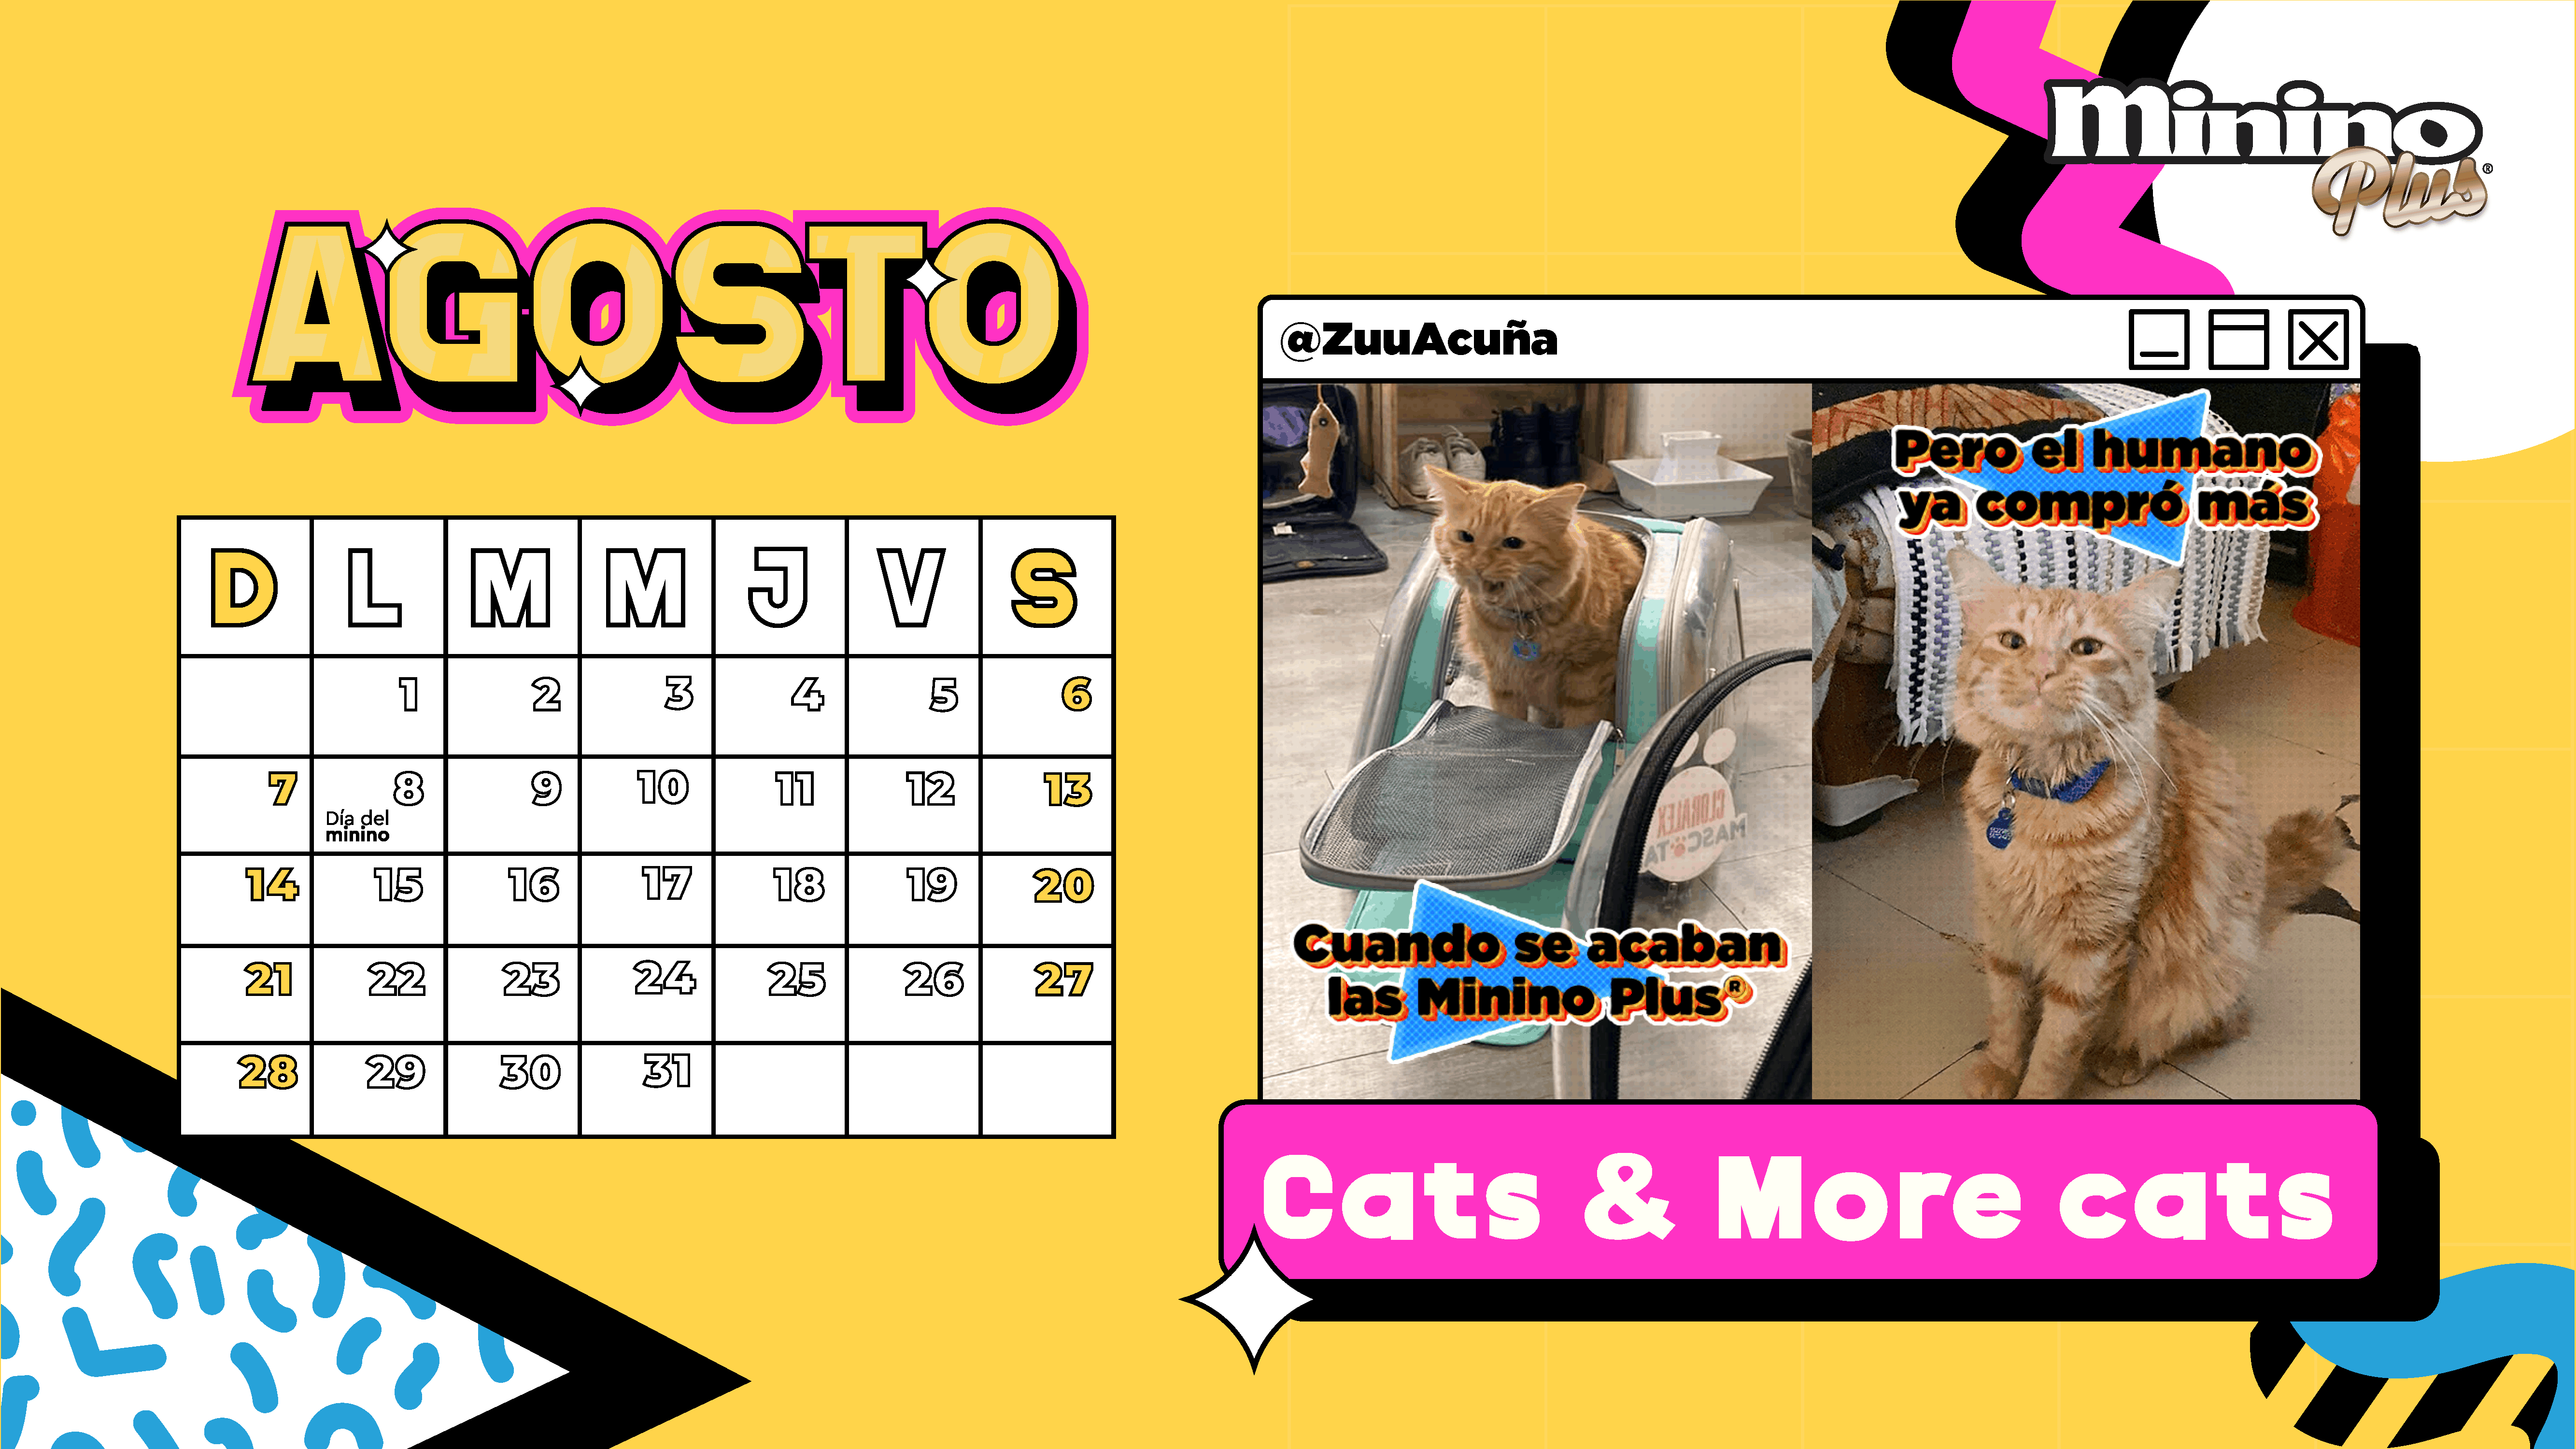 minino
Plus®
AGOSTO
@ZuuAcuña
D L M M J V S
1 2 3 4 5 6
7 8 9 10 11 12 13
Día del
minino
14 15 16 17 18 19 20
21 22 23 24 25 26 27
28 29 30 31
CLORALEX
MASCOTA
Cuando se acaban
las Minino Plus®
Pero el humano
ya compró más
Cats & More cats